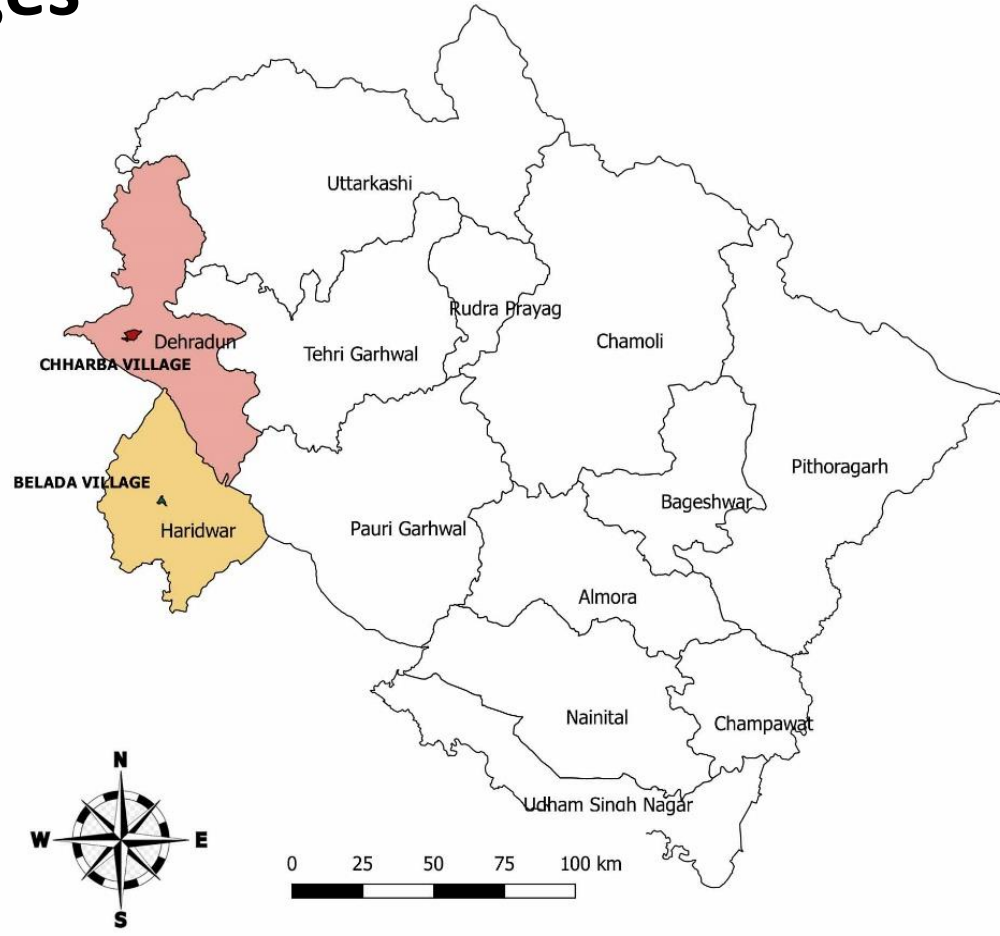 ges
Uttarkashi
Rudra Prayag
Dehradun
Chamoli
Tehri Garhwal
CHHARBA VILLAGE
Pithoragarh
BELADA VILLAGE
Bageshwar
Haridwar
Pauri Garhwal
Almora
Nainital
Champawat
Udham Singh Nagar
N
W
E
S
0 25 50 75 100 km